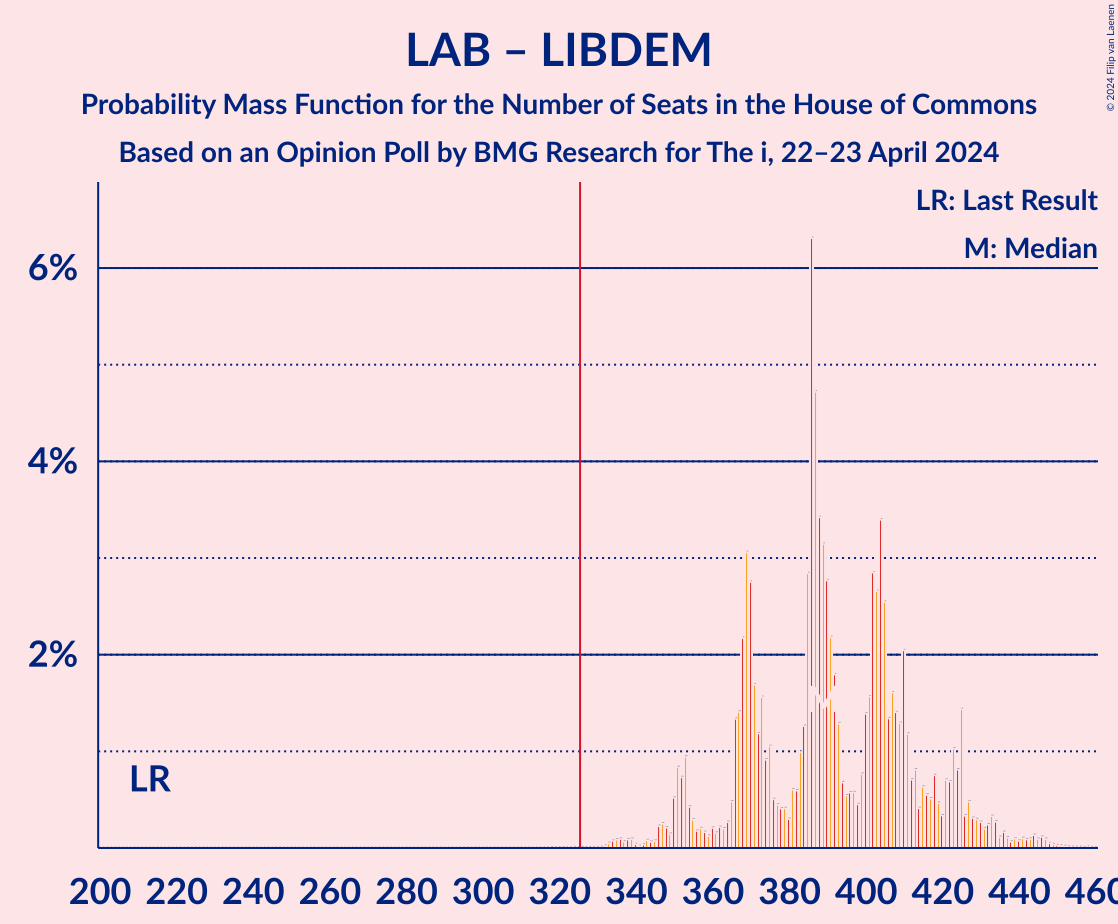 © 2024 Filip van Laenen
LAB – LIBDEM
Probability Mass Function for the Number of Seats in the House of Commons
Based on an Opinion Poll by BMG Research for The i, 22–23 April 2024
LR: Last Result
M: Median
6%
4%
2%
LR
200 220 240 260 280 300 320 340 360 380 400 420 440 460